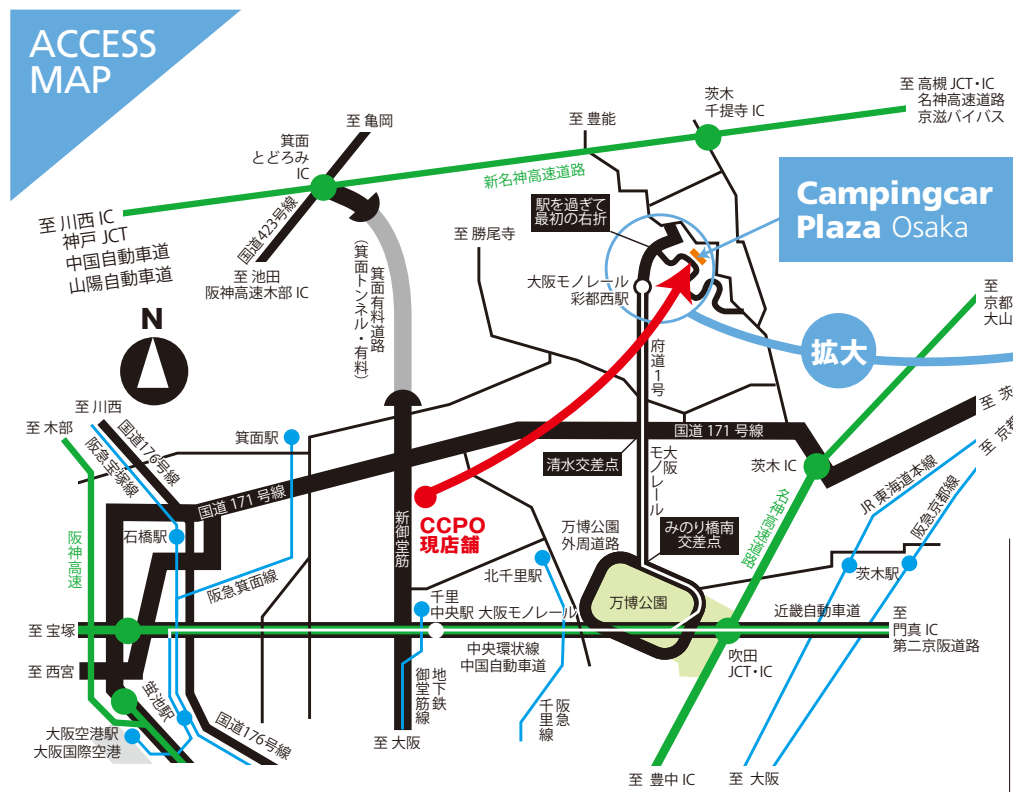 ACCESS
MAP
至 高槻 JCT・IC
名神高速道路
京滋バイパス
茨木
千提寺 IC
至 豊能
至 亀岡
箕面
とどろみ
IC
新名神高速道路
Campingcar
Plaza Osaka
駅を過ぎて
最初の右折
至 川西 IC
神戸 JCT
中国自動車道
山陽自動車道
国道423号線
至 勝尾寺
至 池田
阪神高速木部 IC
大阪モノレール
彩都西駅
箕面有料道路
（箕面トンネル・有料）
至
京都
大山
N
拡大
府道1号
至 川西
至 木部
国道176号線
阪急宝塚線
箕面駅
国道 171 号線
至 茨
至 京都
清水交差点
大阪
モノレール
茨木 IC
JR 東海道本線
阪急京都線
国道 171 号線
新御堂筋
CCPO
現店舗
万博公園
外周道路
みのり橋南
交差点
名神高速道路
石橋駅
阪神高速
阪急箕面線
北千里駅
茨木駅
千里
中央駅 大阪モノレール
万博公園
近畿自動車道
至
門真 IC
第二京阪道路
至 宝塚
中央環状線
中国自動車道
吹田
JCT・IC
至 西宮
蛍池駅
地下鉄
御堂筋線
阪急
千里線
大阪空港駅
大阪国際空港
国道176号線
至 大阪
至 豊中 IC
至 大阪